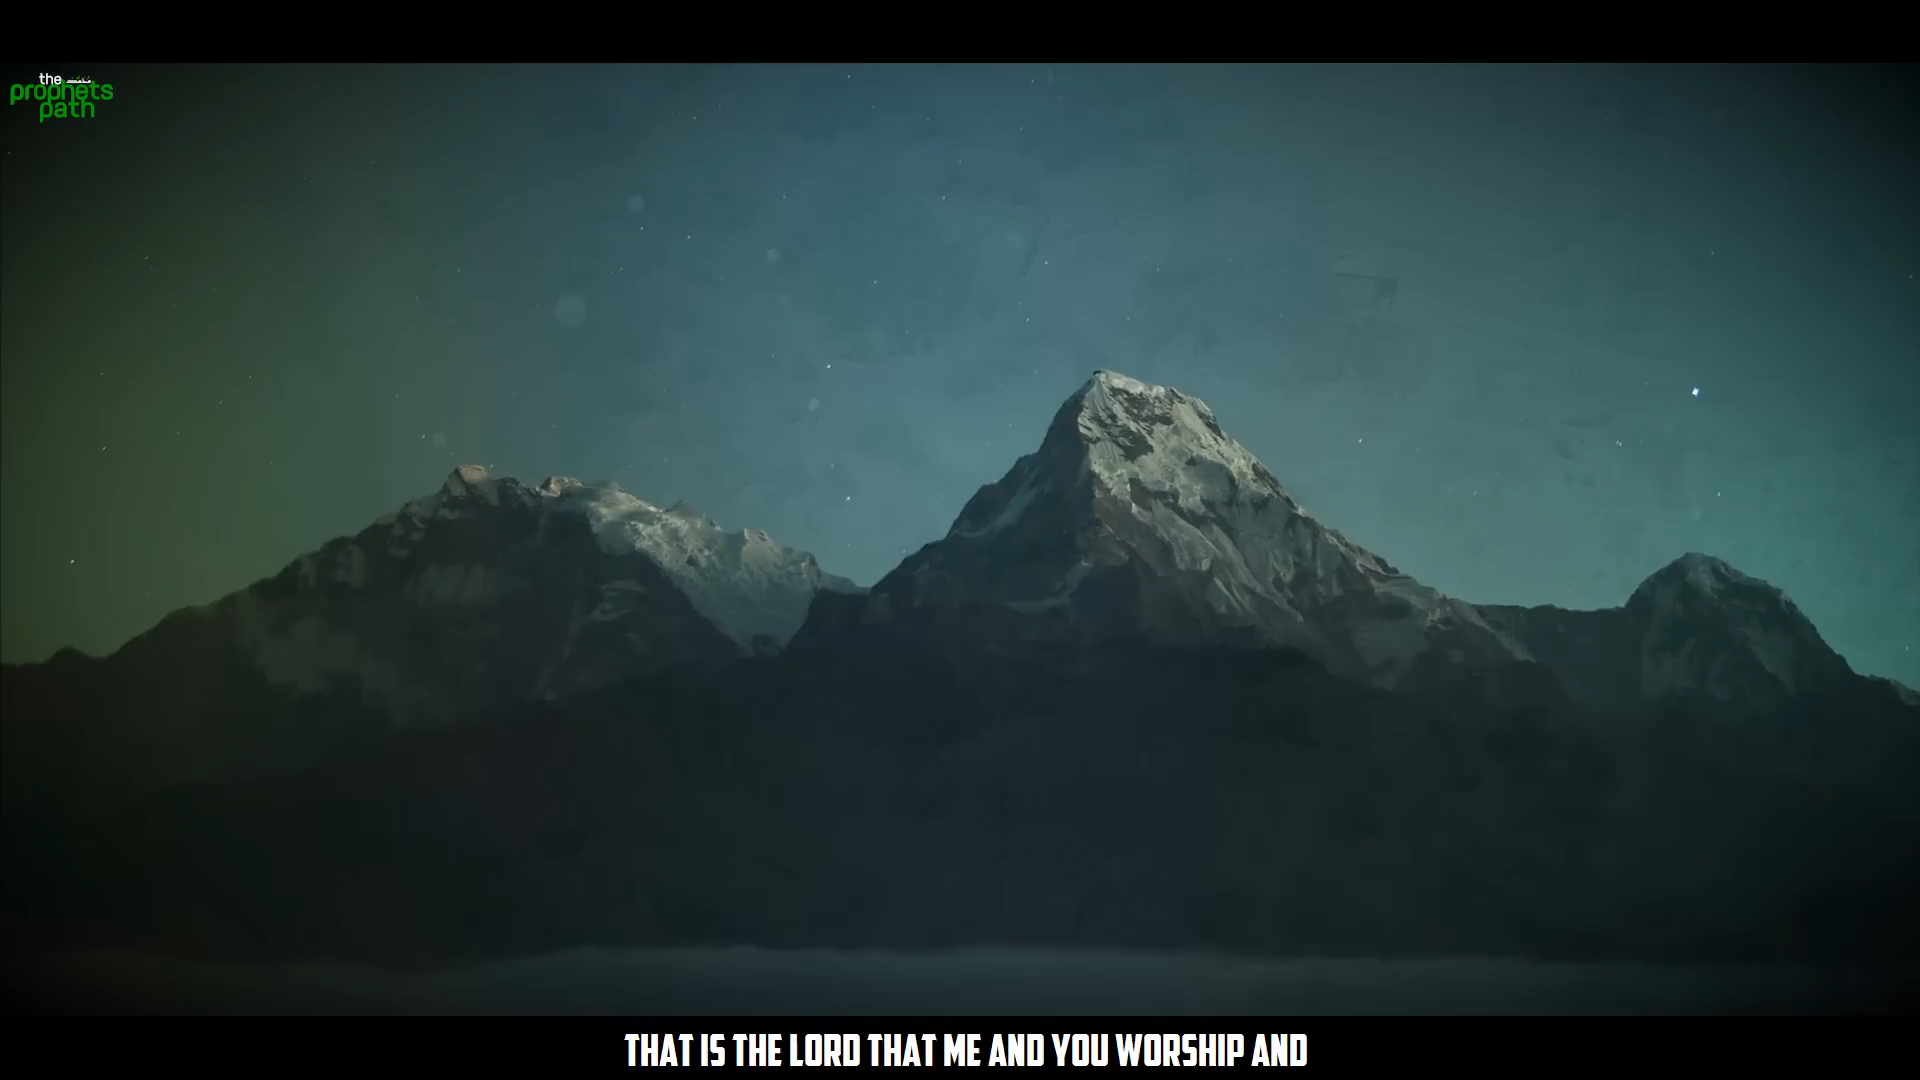 the
prophets
path
THAT IS THE LORD THAT ME AND YOU WORSHIP AND